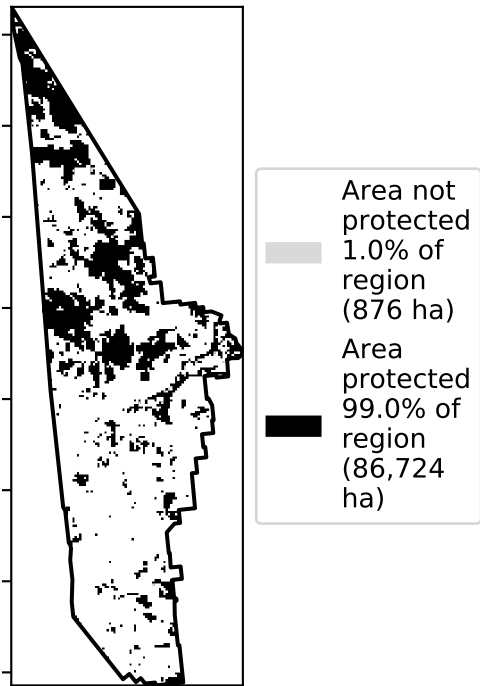 Area not
protected
1.0% of
region
(876 ha)
Area
protected
99.0% of
region
(86,724
ha)